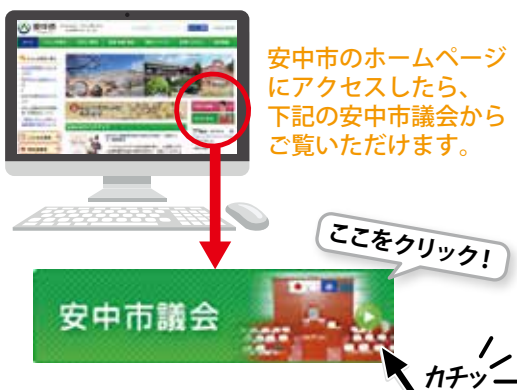 安中市のホームページ
にアクセスしたら、
下記の安中市議会から
ご覧いただけます。
ここをクリック！
安中市議会
カチッ